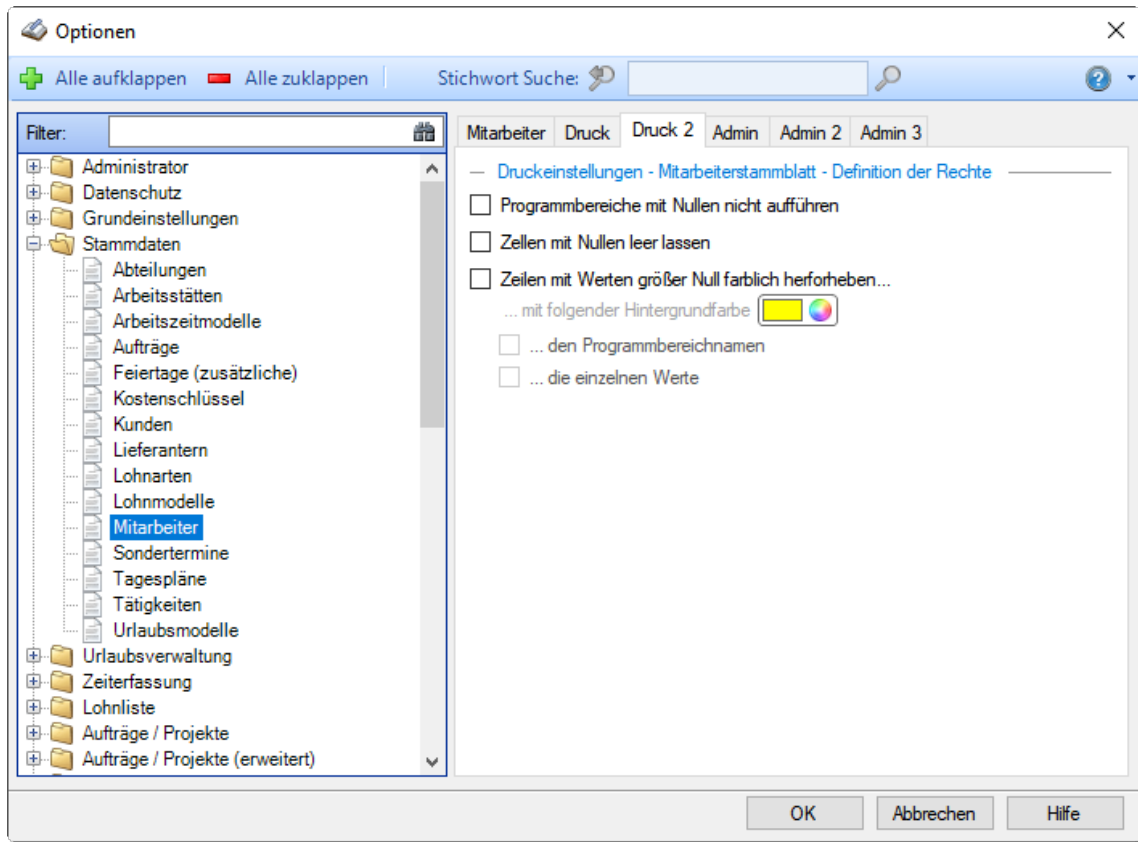 Optionen
Alle aufklappen Alle zuklappen Stichwort Suche:
Filter:
Administrator
Datenschutz
Grundeinstellungen
Stammdaten
Abteilungen
Arbeitsstätten
Arbeitszeitmodelle
Aufträge
Feiertage (zusätzliche)
Kostenschlüssel
Kunden
Lieferantern
Lohnarten
Lohnmodelle
Mitarbeiter
Sondertermine
Tagespläne
Tätigkeiten
Urlaubsmodelle
Urlaubsverwaltung
Zeiterfassung
Lohnliste
Aufträge / Projekte
Aufträge / Projekte (erweitert)
Mitarbeiter Druck Druck 2 Admin Admin 2 Admin 3
Druckeinstellungen - Mitarbeiterstammblatt - Definition der Rechte
Programmbereiche mit Nullen nicht aufführen
Zellen mit Nullen leer lassen
Zeilen mit Werten größer Null farblich herforheben...
... mit folgender Hintergrundfarbe
... den Programmbereichnamen
... die einzelnen Werte
OK Abbrechen Hilfe